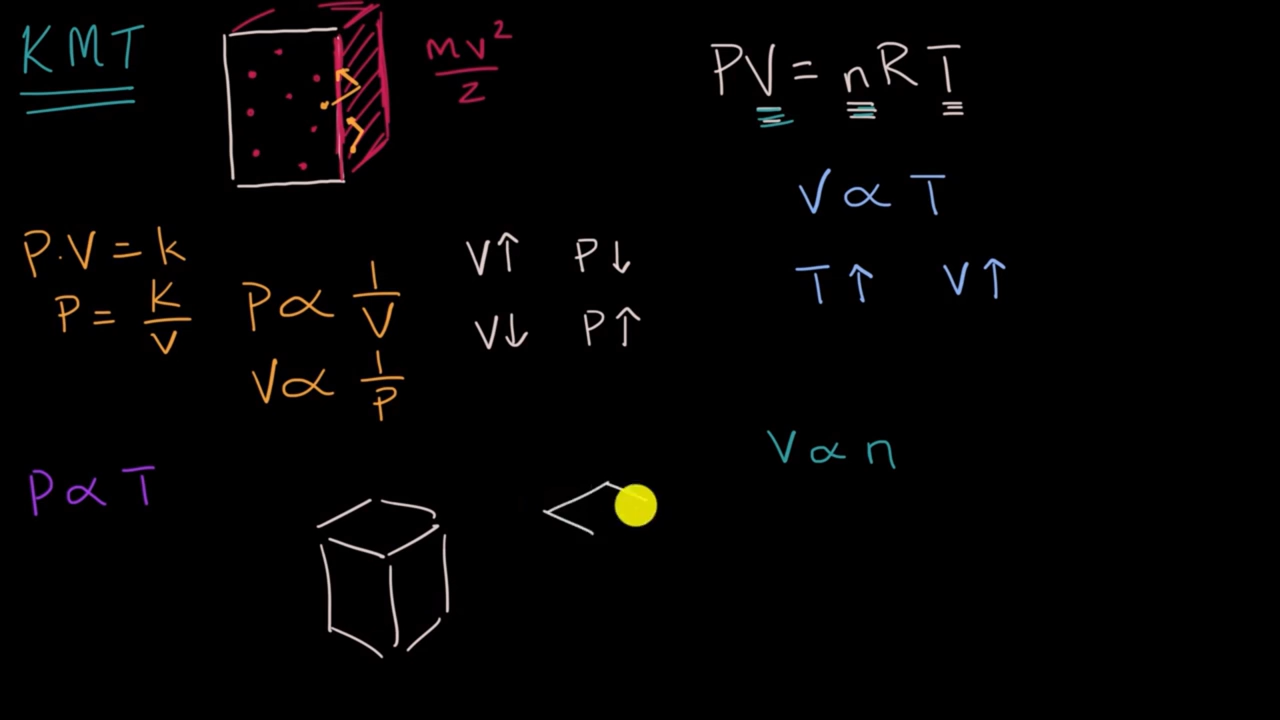 KMT
mv²/2
PV = nRT
V ∝ T
T↑ V↑
P·V = k
P = k/V
P ∝ 1/V
V ∝ 1/P
V↑ P↓
V↓ P↑
P ∝ T
V ∝ n